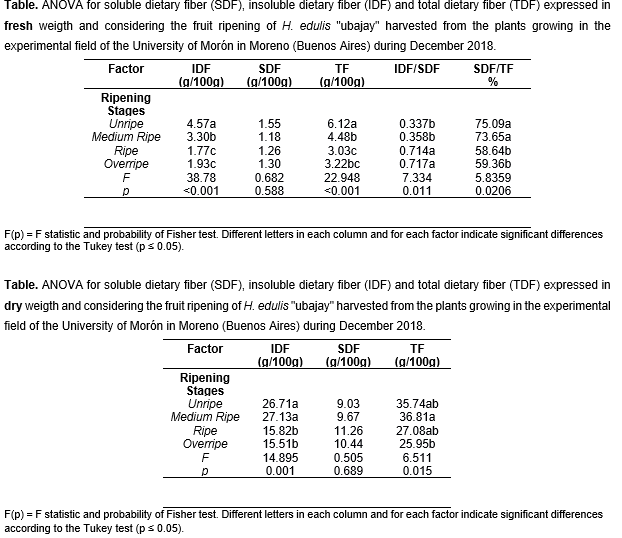 Table. ANOVA for soluble dietary fiber (SDF), insoluble dietary fiber (IDF) and total dietary fiber (TDF) expressed in
fresh weigth and considering the fruit ripening of H. edulis "ubajay" harvested from the plants growing in the
experimental field of the University of Morón in Moreno (Buenos Aires) during December 2018.
Factor IDF SDF TF IDF/SDF SDF/TF
(g/100g) (g/100g) (g/100g) %
Ripening
Stages
Unripe 4.57a 1.55 6.12a 0.337b 75.09a
Medium Ripe 3.30b 1.18 4.48b 0.358b 73.65a
Ripe 1.77c 1.26 3.03c 0.714a 58.64b
Overripe 1.93c 1.30 3.22bc 0.717a 59.36b
F 38.78 0.682 22.948 7.334 5.8359
p <0.001 0.588 <0.001 0.011 0.0206
F(p) = F statistic and probability of Fisher test. Different letters in each column and for each factor indicate significant differences
according to the Tukey test (p ≤ 0.05).
Table. ANOVA for soluble dietary fiber (SDF), insoluble dietary fiber (IDF) and total dietary fiber (TDF) expressed in
dry weigth and considering the fruit ripening of H. edulis "ubajay" harvested from the plants growing in the experimental
field of the University of Morón in Moreno (Buenos Aires) during December 2018.
Factor IDF SDF TF
(g/100g) (g/100g) (g/100g)
Ripening
Stages
Unripe 26.71a 9.03 35.74ab
Medium Ripe 27.13a 9.67 36.81a
Ripe 15.82b 11.26 27.08ab
Overripe 15.51b 10.44 25.95b
F 14.895 0.505 6.511
p 0.001 0.689 0.015
F(p) = F statistic and probability of Fisher test. Different letters in each column and for each factor indicate significant differences
according to the Tukey test (p ≤ 0.05).